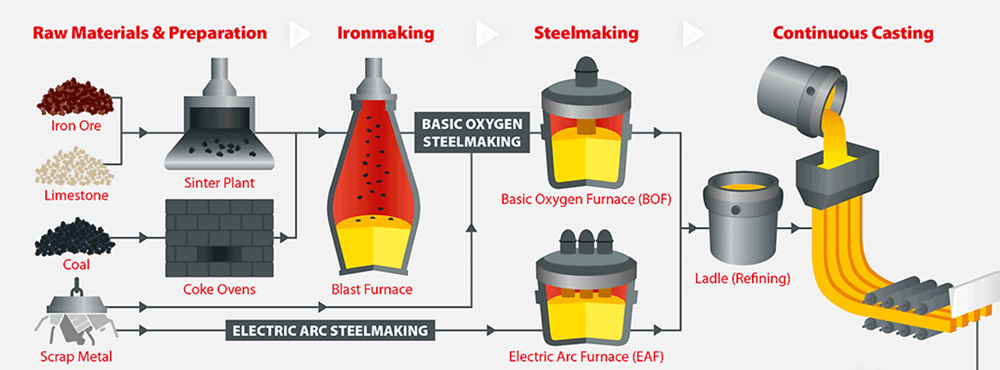 Raw Materials & Preparation
Ironmaking
Steelmaking
Continuous Casting
Iron Ore
Limestone
Coal
Scrap Metal
Sinter Plant
Coke Ovens
Blast Furnace
BASIC OXYGEN
STEELMAKING
ELECTRIC ARC STEELMAKING
Basic Oxygen Furnace (BOF)
Electric Arc Furnace (EAF)
Ladle (Refining)